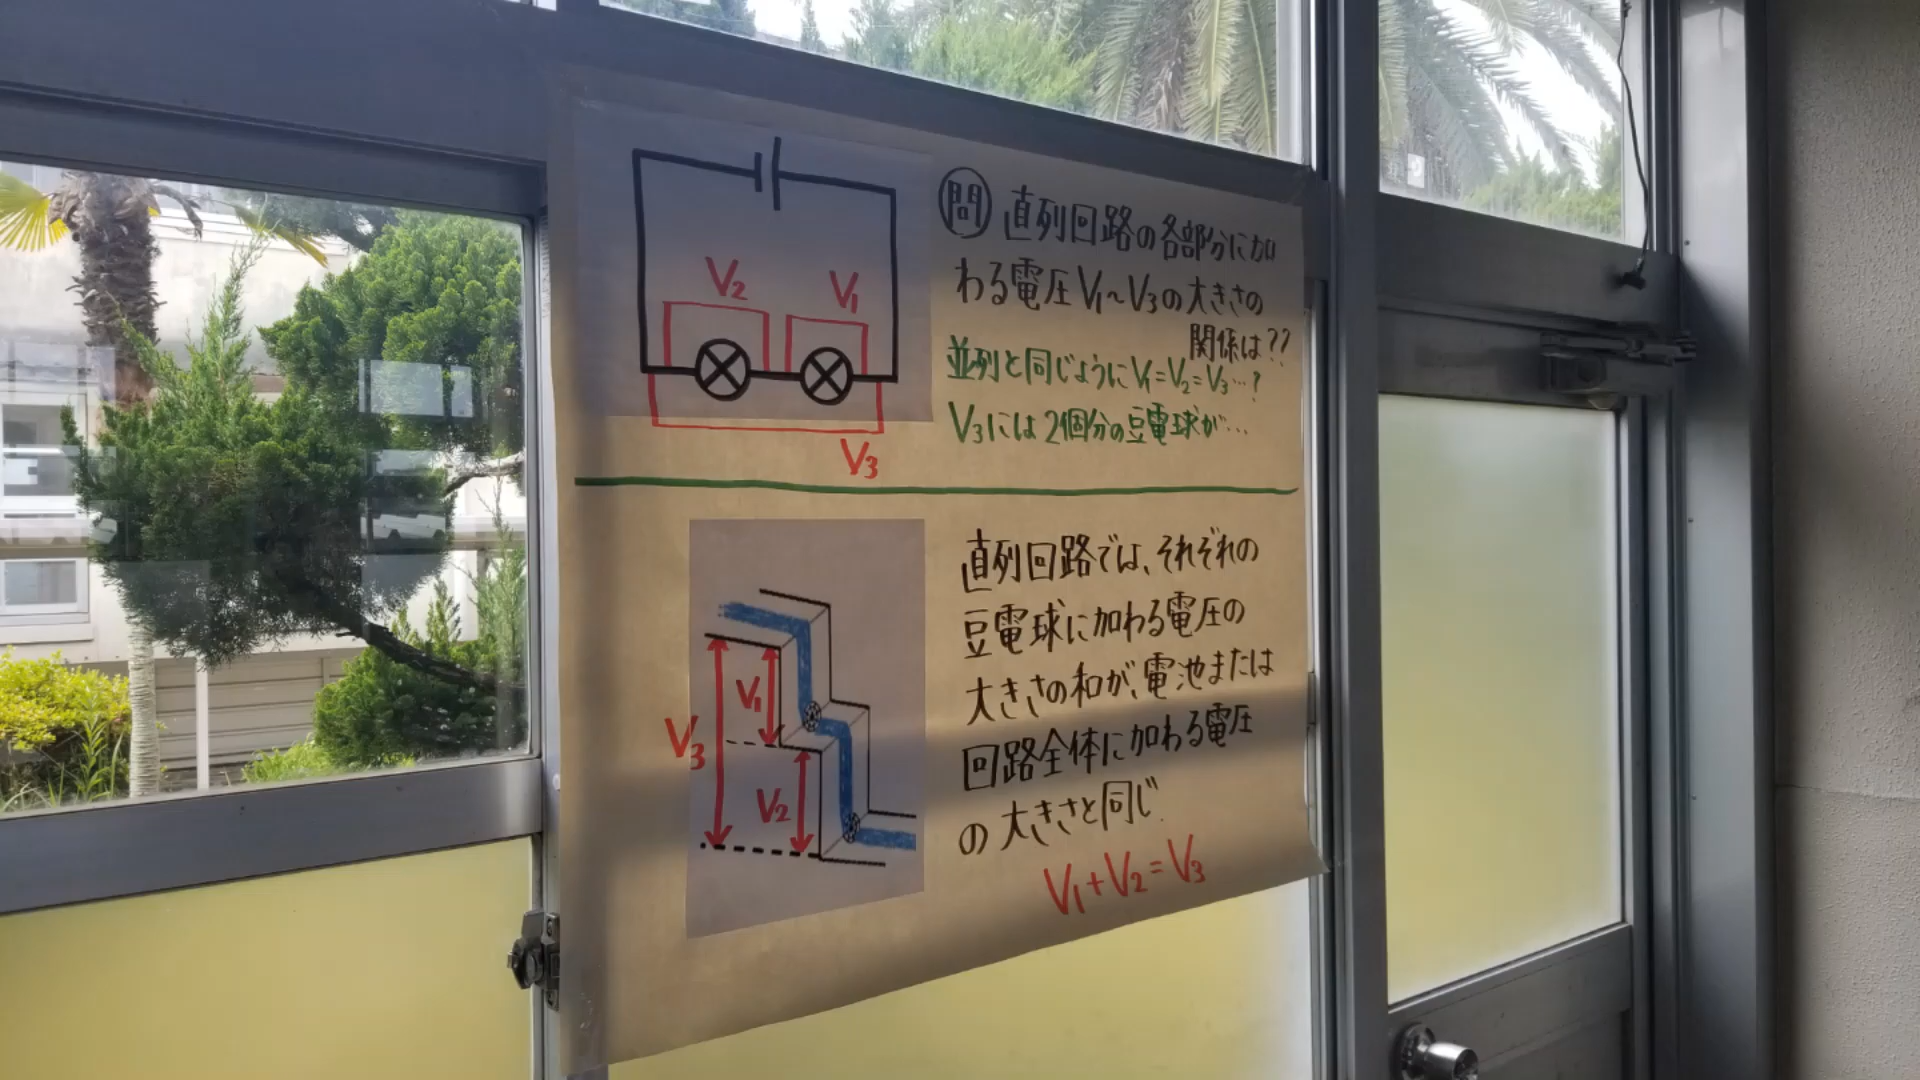 V2
V1
V3
問 直列回路の各部分に加
わる電圧V1~V3の大きさの
関係は??
並列と同じようにV1=V2=V3…?
V3には2個分の豆電球が…
V1
V3
V2
直列回路では、それぞれの
豆電球に加わる電圧の
大きさの和が、電池または
回路全体に加わる電圧
の大きさと同じ
V1+V2=V3